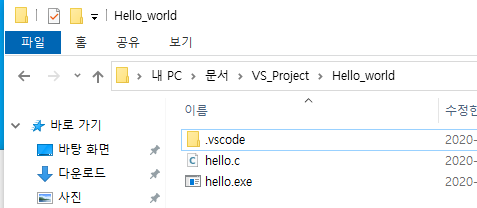 Hello_world
파일 홈 공유 보기
내 PC 문서 VS_Project Hello_world
이름 수정한
바로 가기
.vscode 2020-
바탕 화면
hello.c 2020-
다운로드
hello.exe 2020-
사진